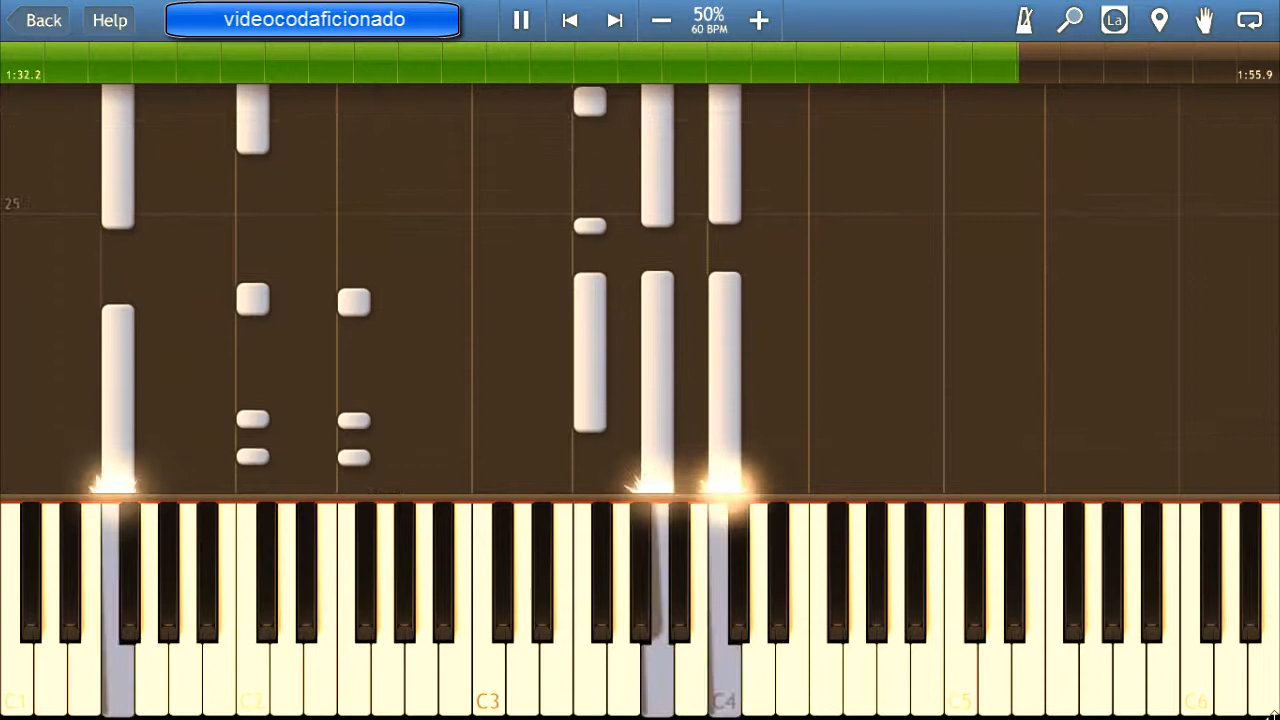 Back
Help
videocodaficionado
50%
60 BPM
La
1:32.2
1:55.9
25
C1
C2
C3
C4
C5
C6